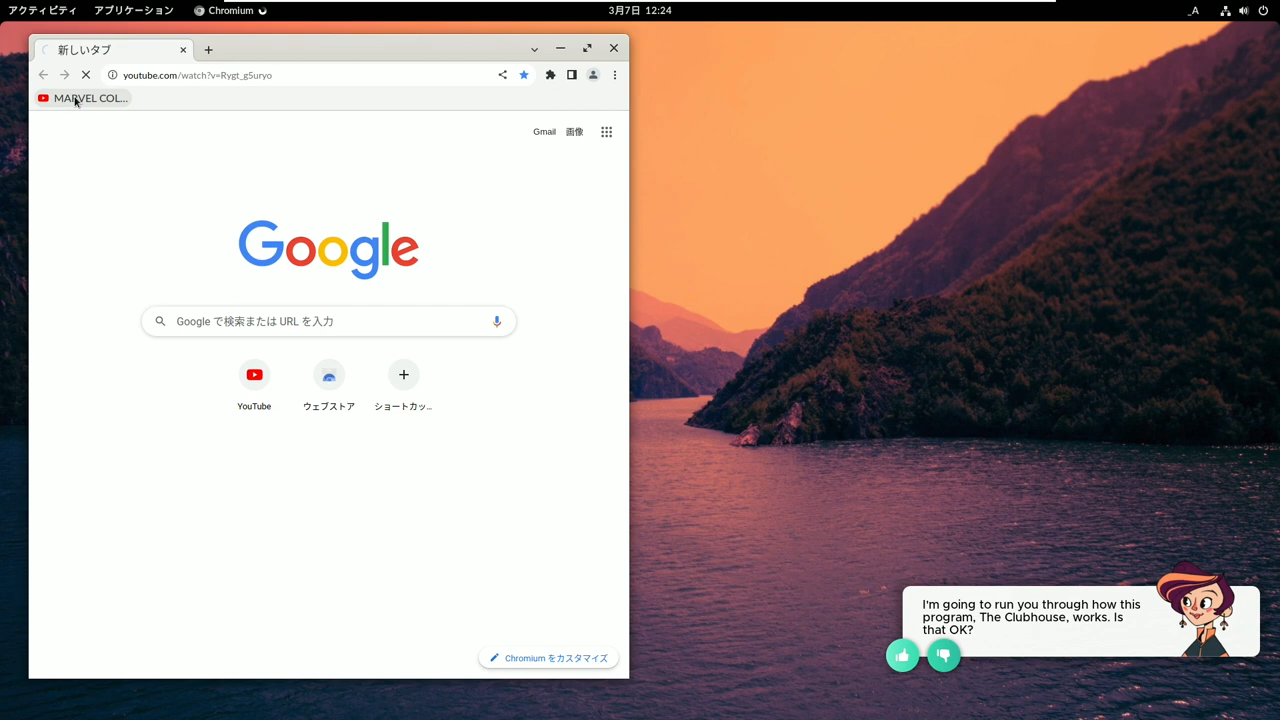 アクティビティ
アプリケーション
Chromium
3月7日 12:24
_A
新しいタブ
youtube.com/watch?v=Rygt_g5uryo
MARVEL COL...
Gmail
画像
Google
Google で検索または URL を入力
YouTube
ウェブストア
ショートカッ...
Chromium をカスタマイズ
I'm going to run you through how this
program, The Clubhouse, works. Is
that OK?